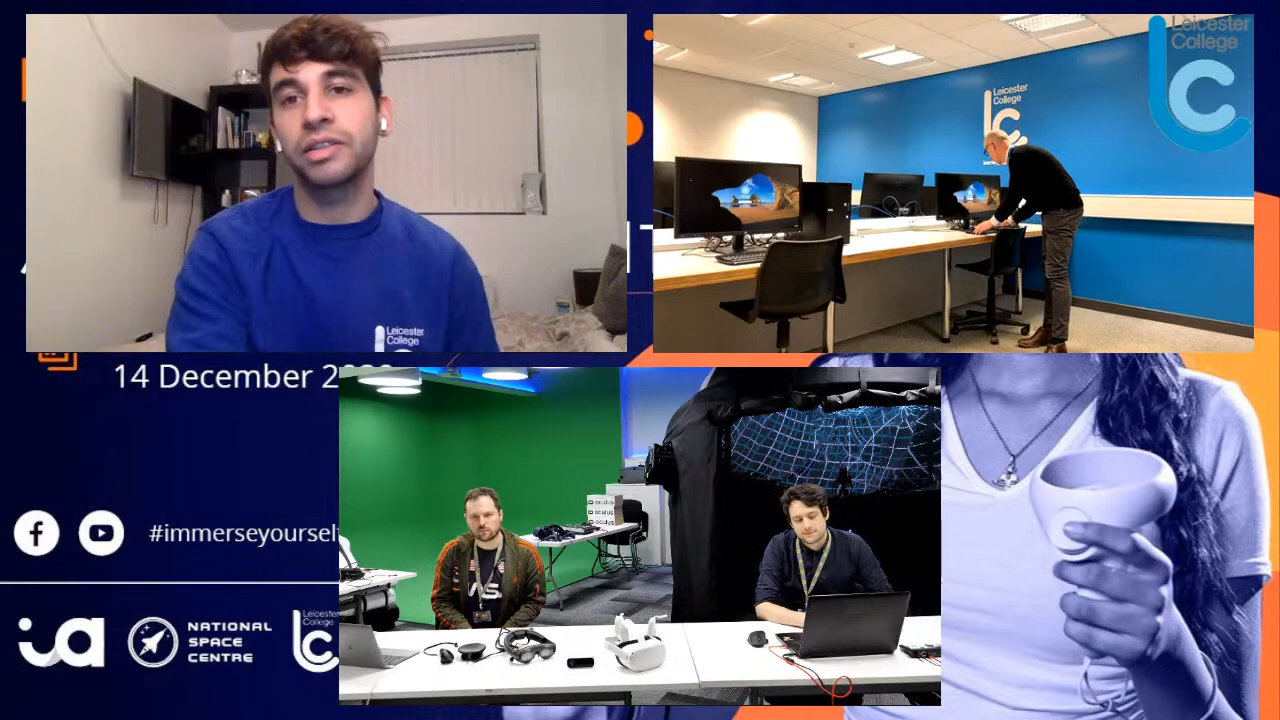 Leicester
College
Leicester
College
Leicester
College
14 December 2
oculus
oculus
oculus
#immerseyoursel
NATIONAL
SPACE
CENTRE
Leicester
College